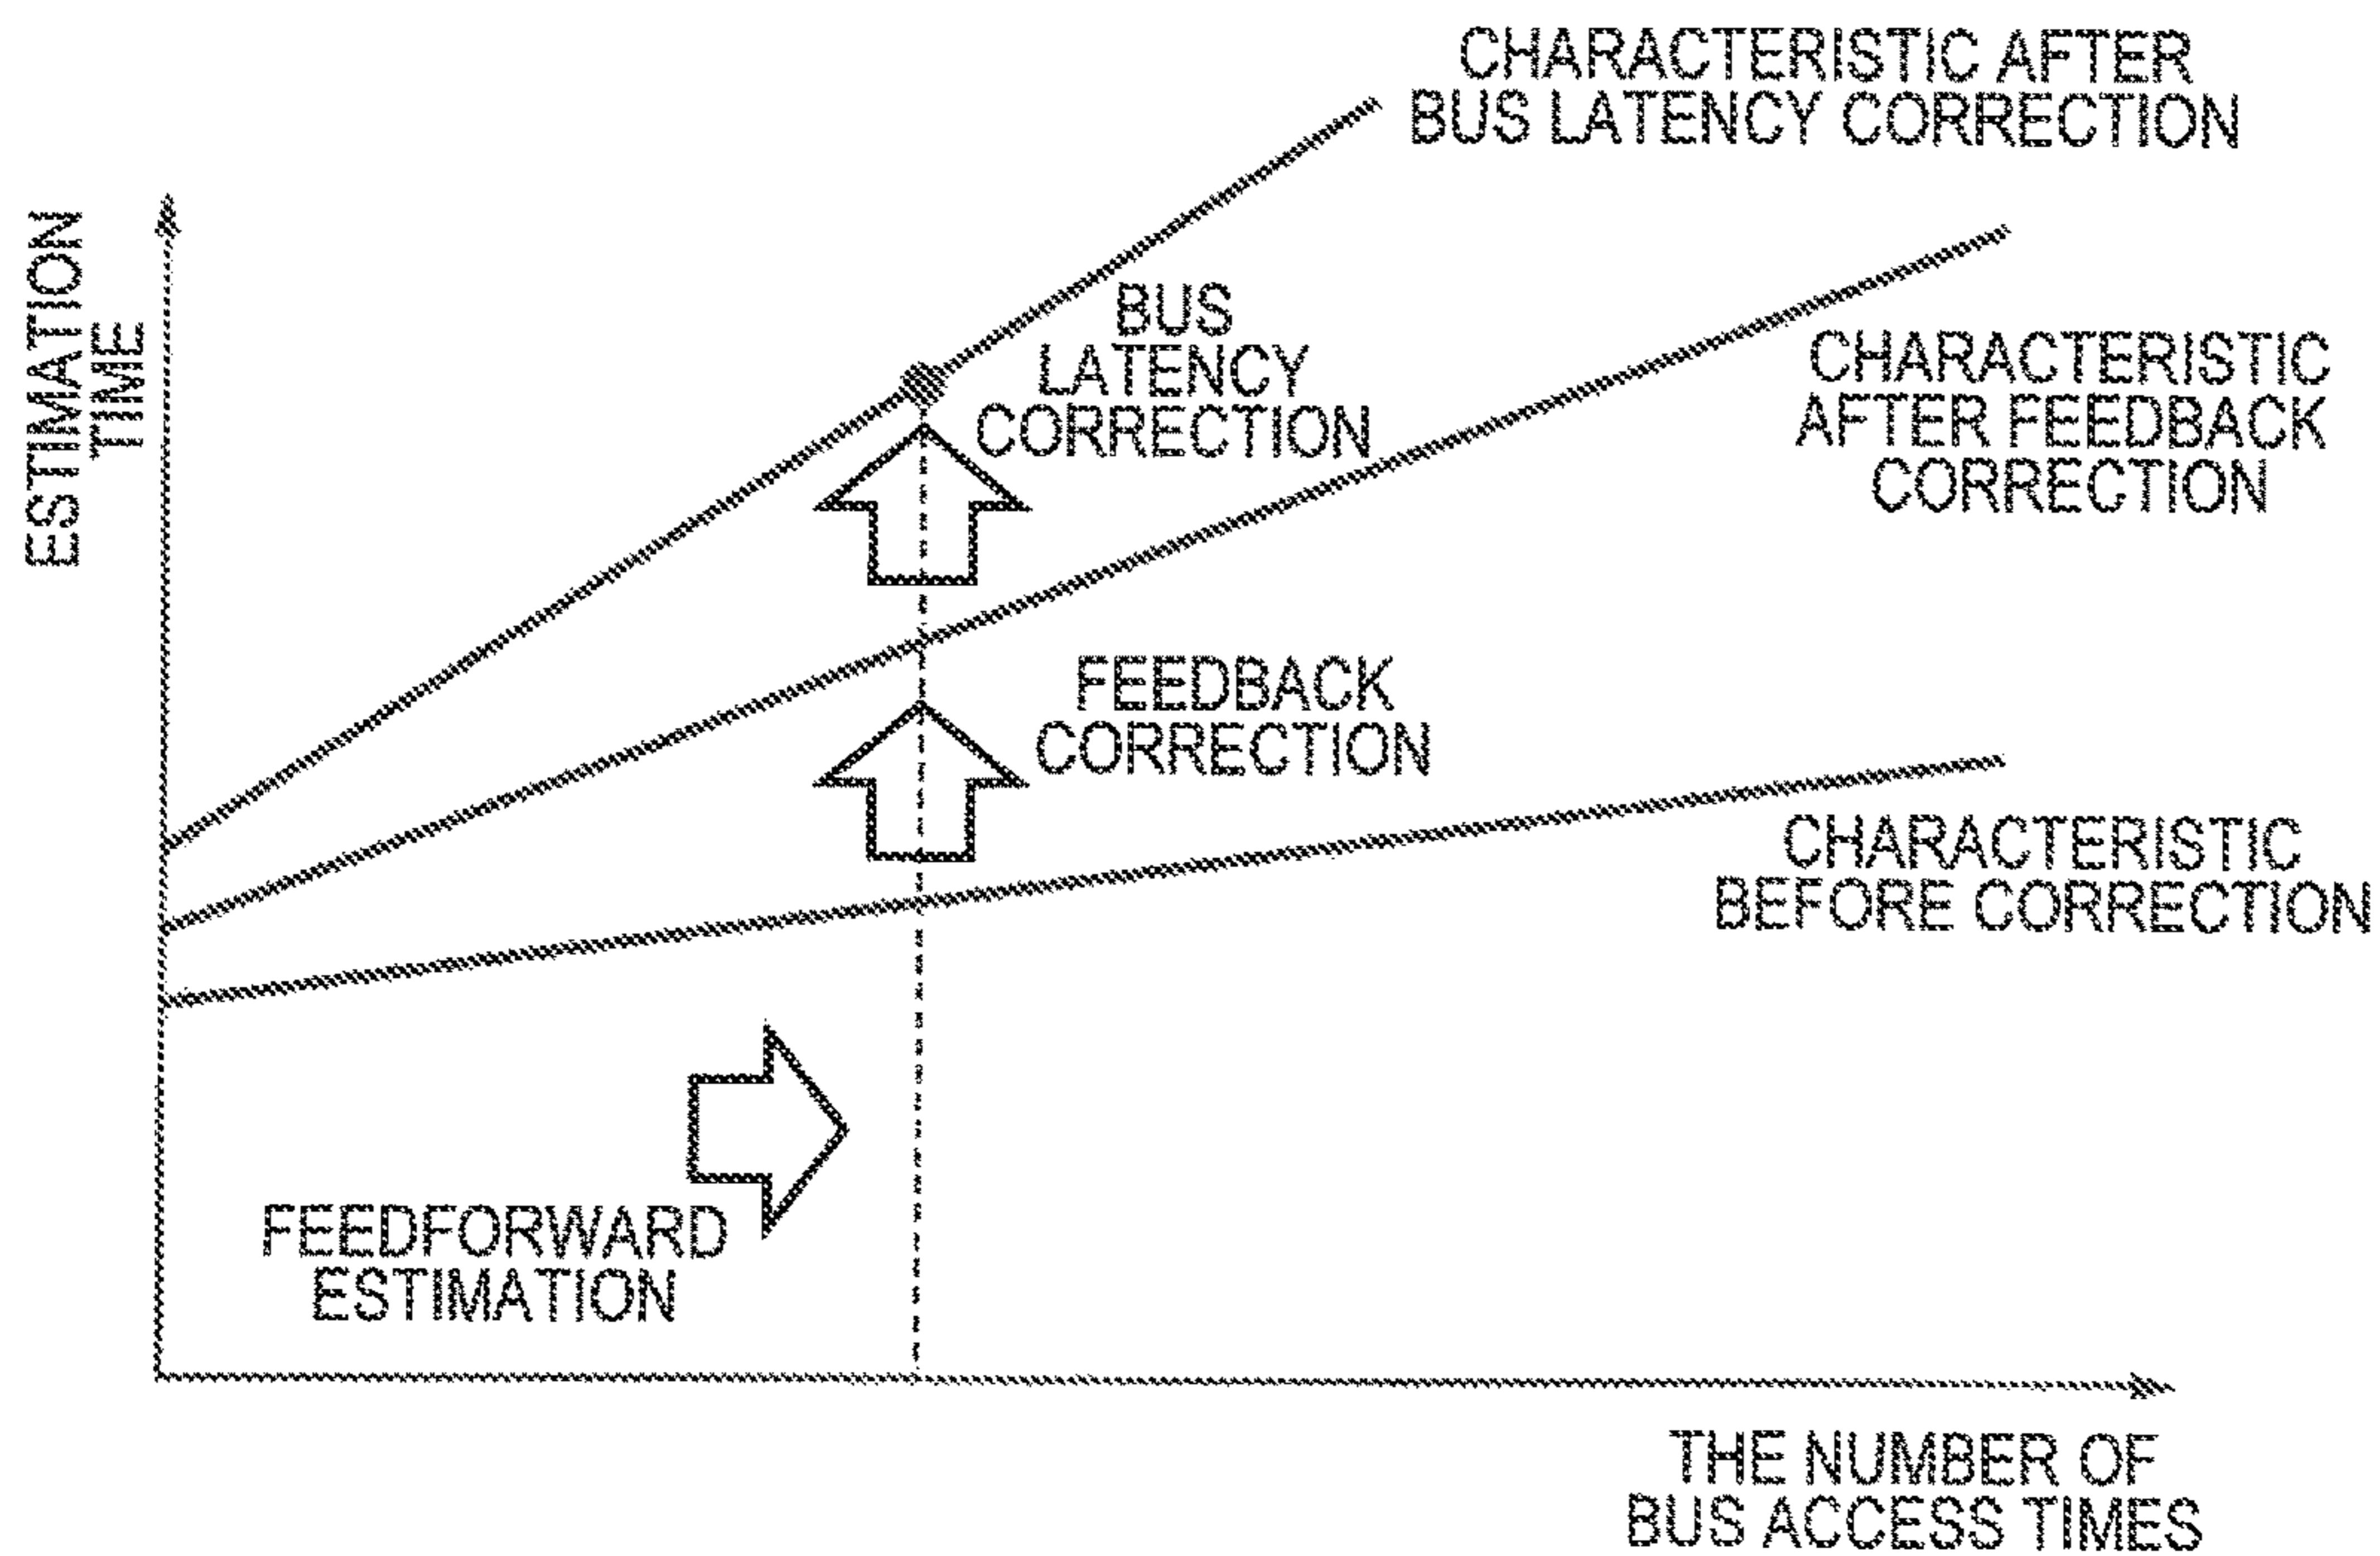 CHARACTERISTIC AFTER
BUS LATENCY CORRECTION
ESTIMATION
TIME
BUS
LATENCY
CORRECTION
CHARACTERISTIC
AFTER FEEDBACK
CORRECTION
FEEDBACK
CORRECTION
CHARACTERISTIC
BEFORE CORRECTION
FEEDFORWARD
ESTIMATION
THE NUMBER OF
BUS ACCESS TIMES